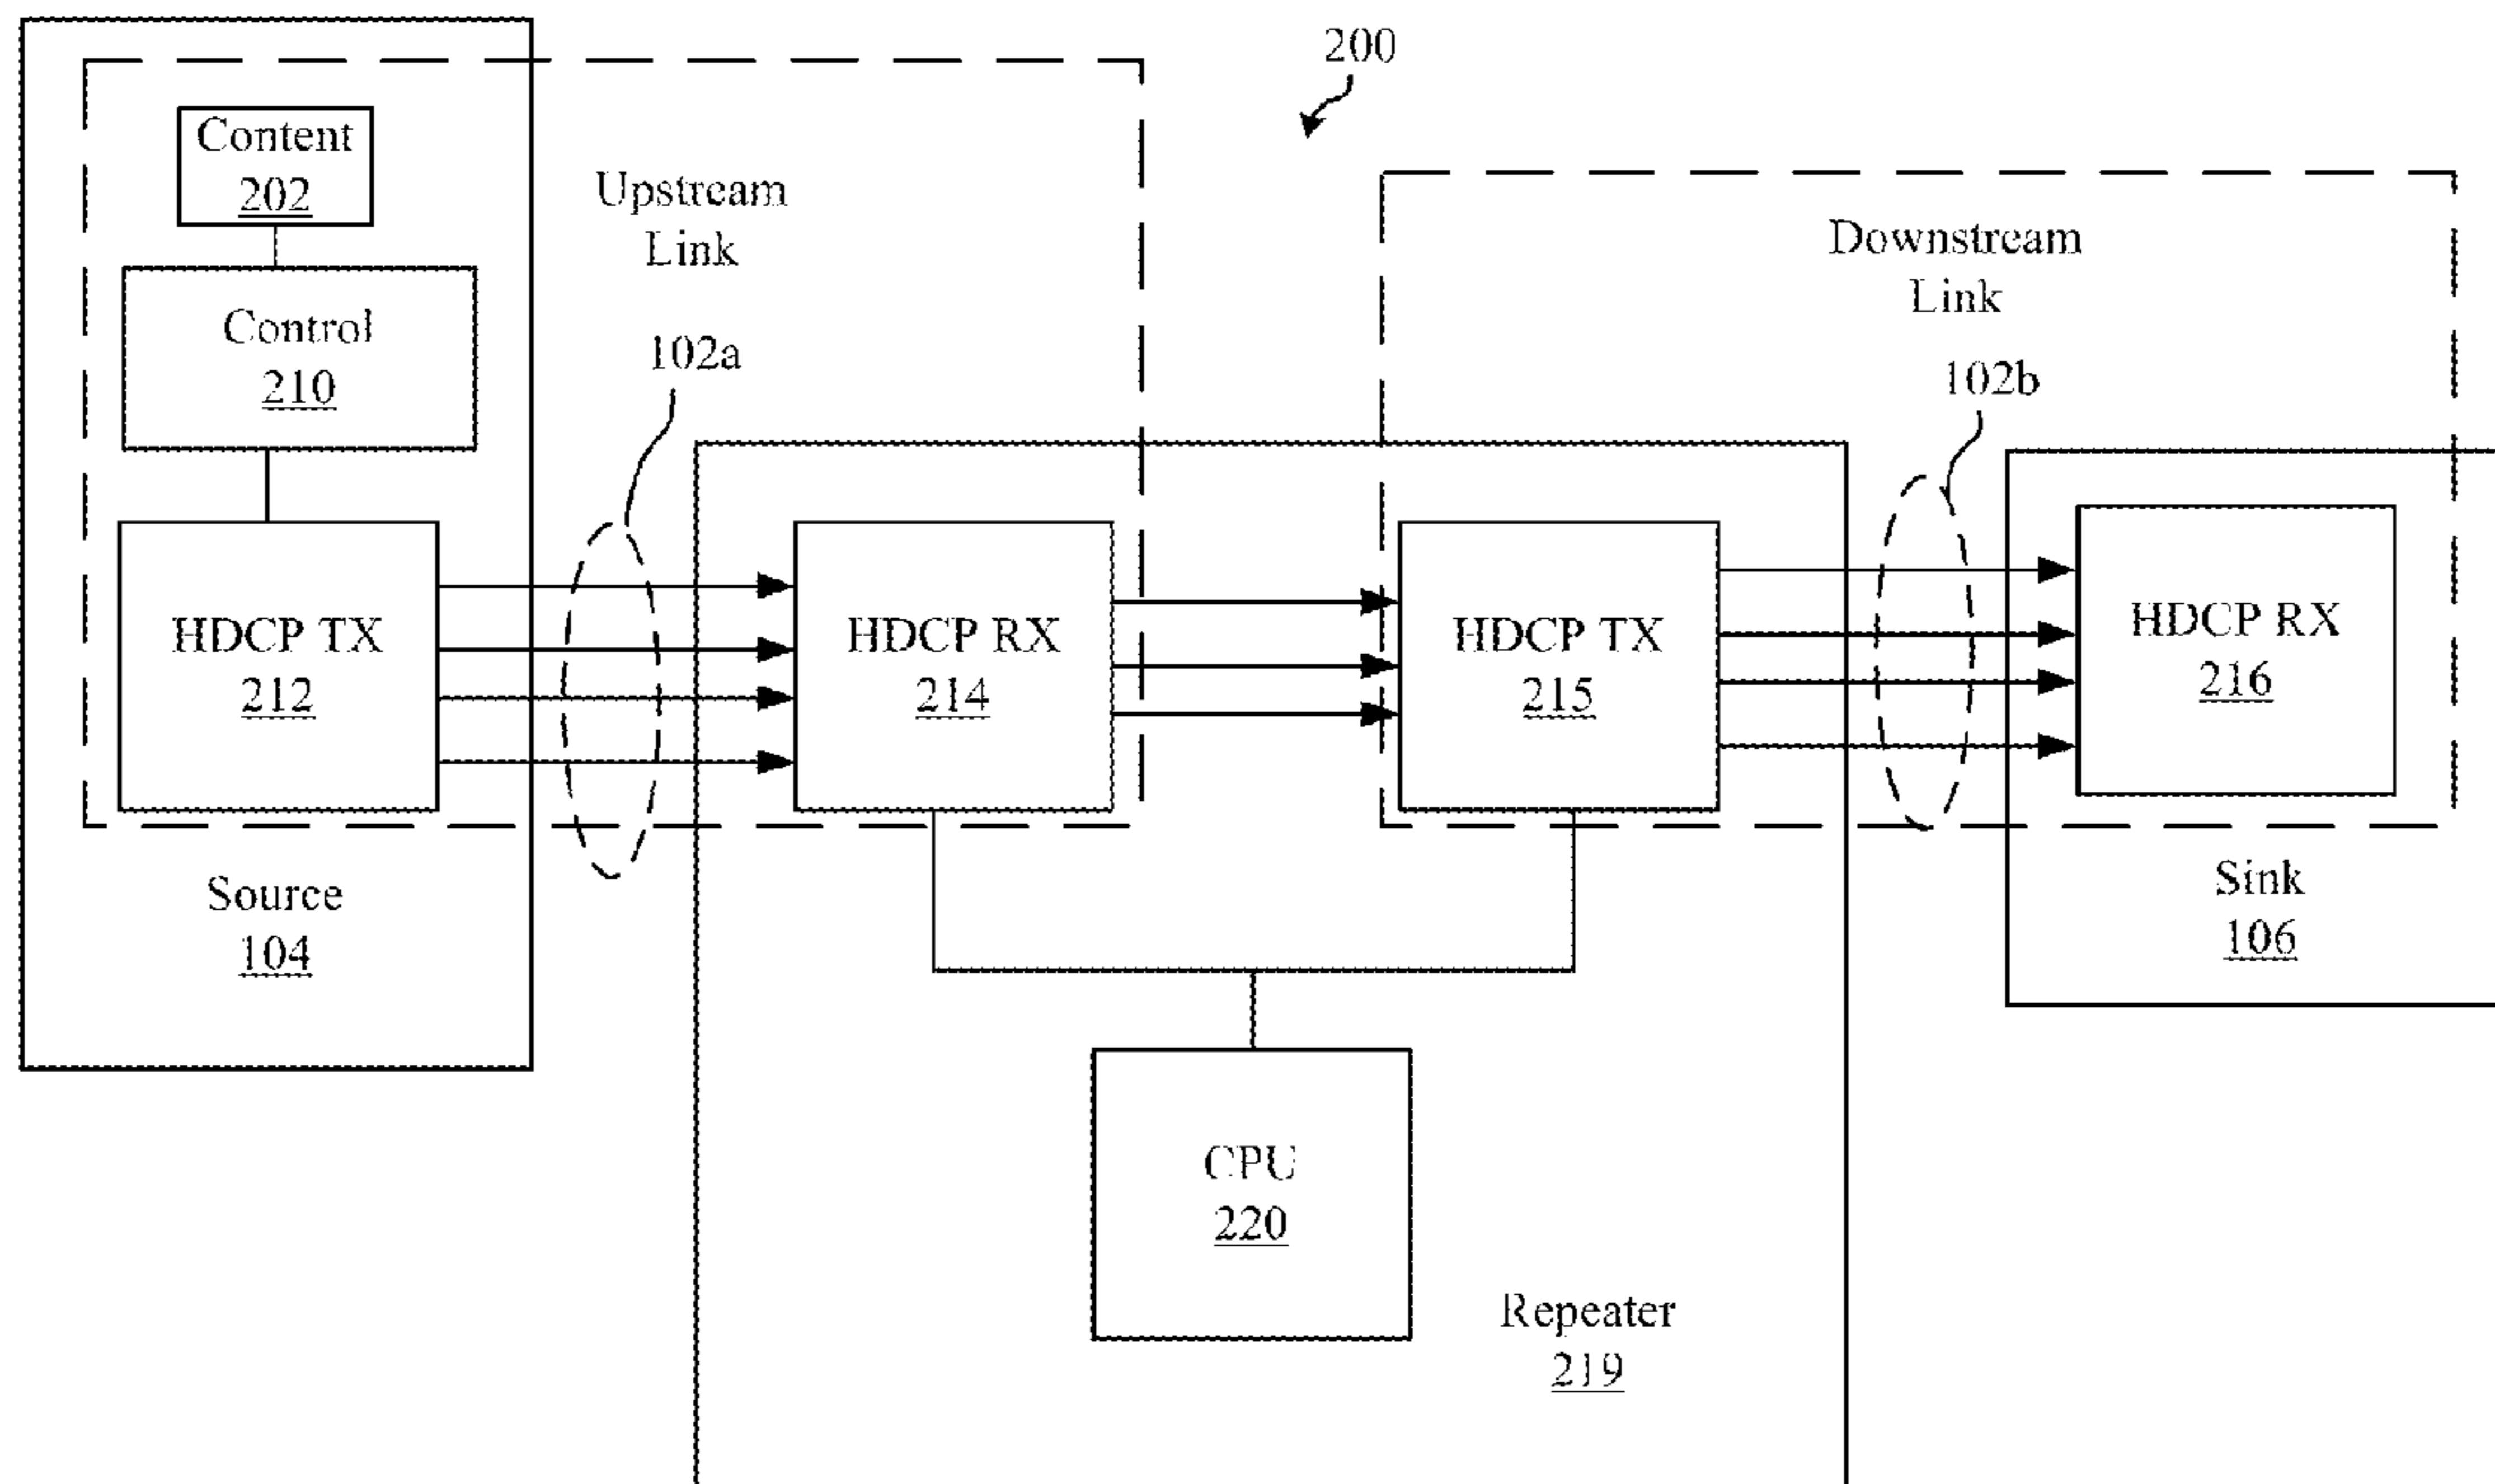 200
Content
202
Upstream
Link
Downstream
Link
Control
210
102a
102b
HDCP TX
212
HDCP RX
214
HDCP TX
215
HDCP RX
216
Source
104
Sink
106
CPU
220
Repeater
219